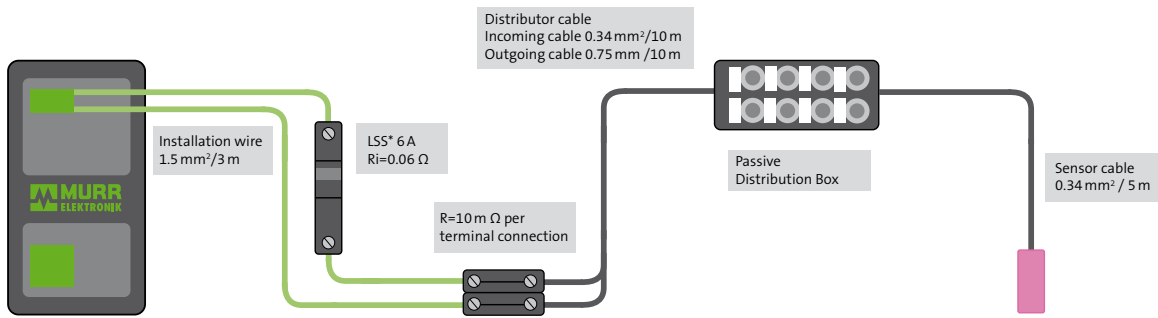 Distributor cable
Incoming cable 0.34 mm²/10 m
Outgoing cable 0.75 mm /10 m
Installation wire
1.5 mm²/3 m
LSS* 6 A
Ri=0.06 Ω
Passive
Distribution Box
Sensor cable
0.34 mm² / 5 m
MURR
ELEKTRONIK
R=10 m Ω per
terminal connection